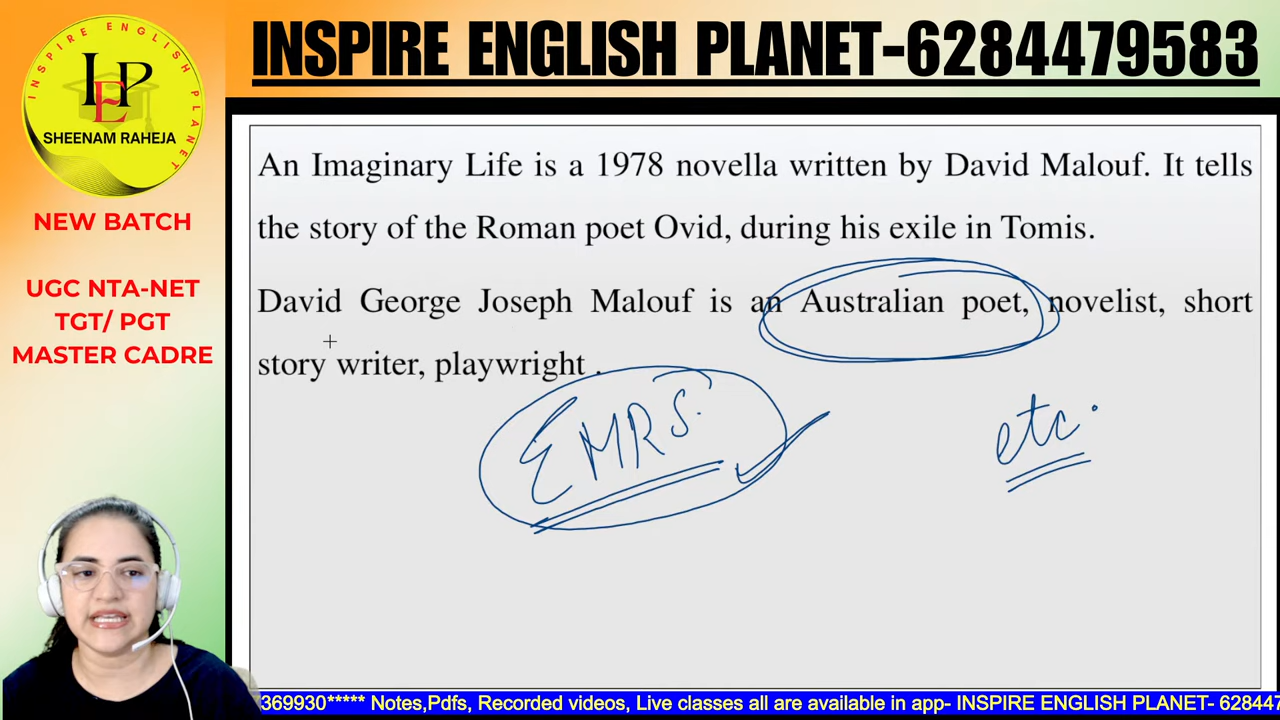 INSPIRE ENGLISH PLANET-6284479583
INSPIRE ENGLISH PLANET
IEP
SHEENAM RAHEJA
NEW BATCH
UGC NTA-NET
TGT/ PGT
MASTER CADRE
An Imaginary Life is a 1978 novella written by David Malouf. It tells
the story of the Roman poet Ovid, during his exile in Tomis.
David George Joseph Malouf is an Australian poet, novelist, short
story writer, playwright .
EMRS
etc.
369930***** Notes,Pdfs, Recorded videos, Live classes all are available in app- INSPIRE ENGLISH PLANET- 62844